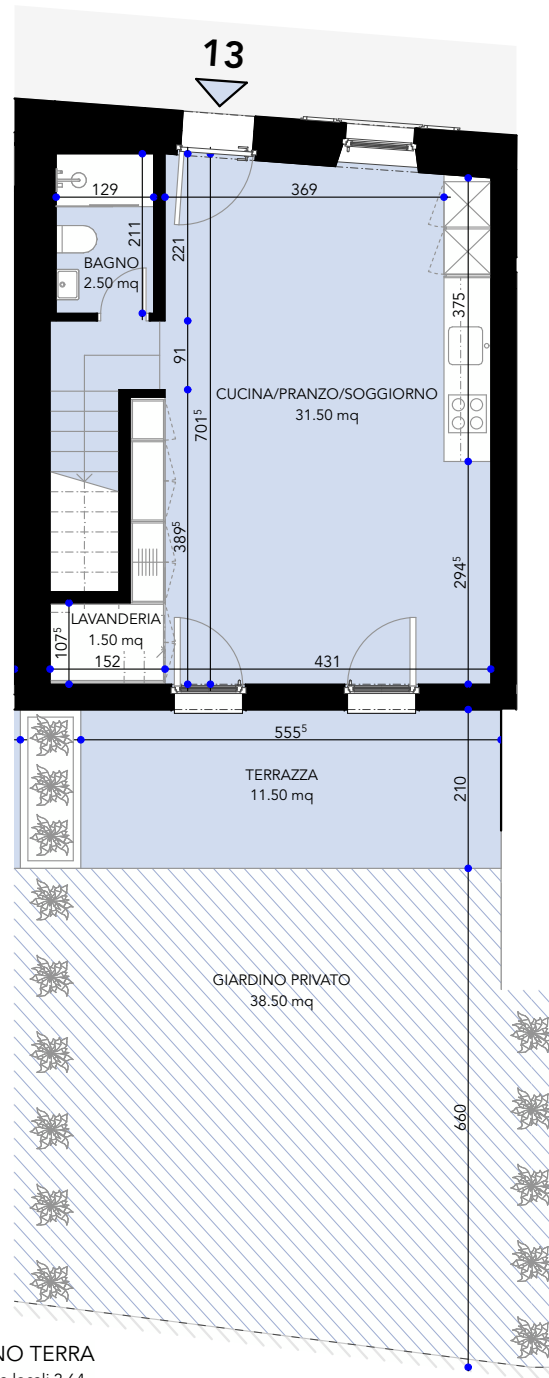 13
129
369
211
221
BAGNO
2.50 mq
375
91
CUCINA/PRANZO/SOGGIORNO
31.50 mq
701⁵
389⁵
294⁵
LAVANDERIA
1.50 mq
107⁵
152
431
555⁵
TERRAZZA
11.50 mq
210
GIARDINO PRIVATO
38.50 mq
660
NO TERRA